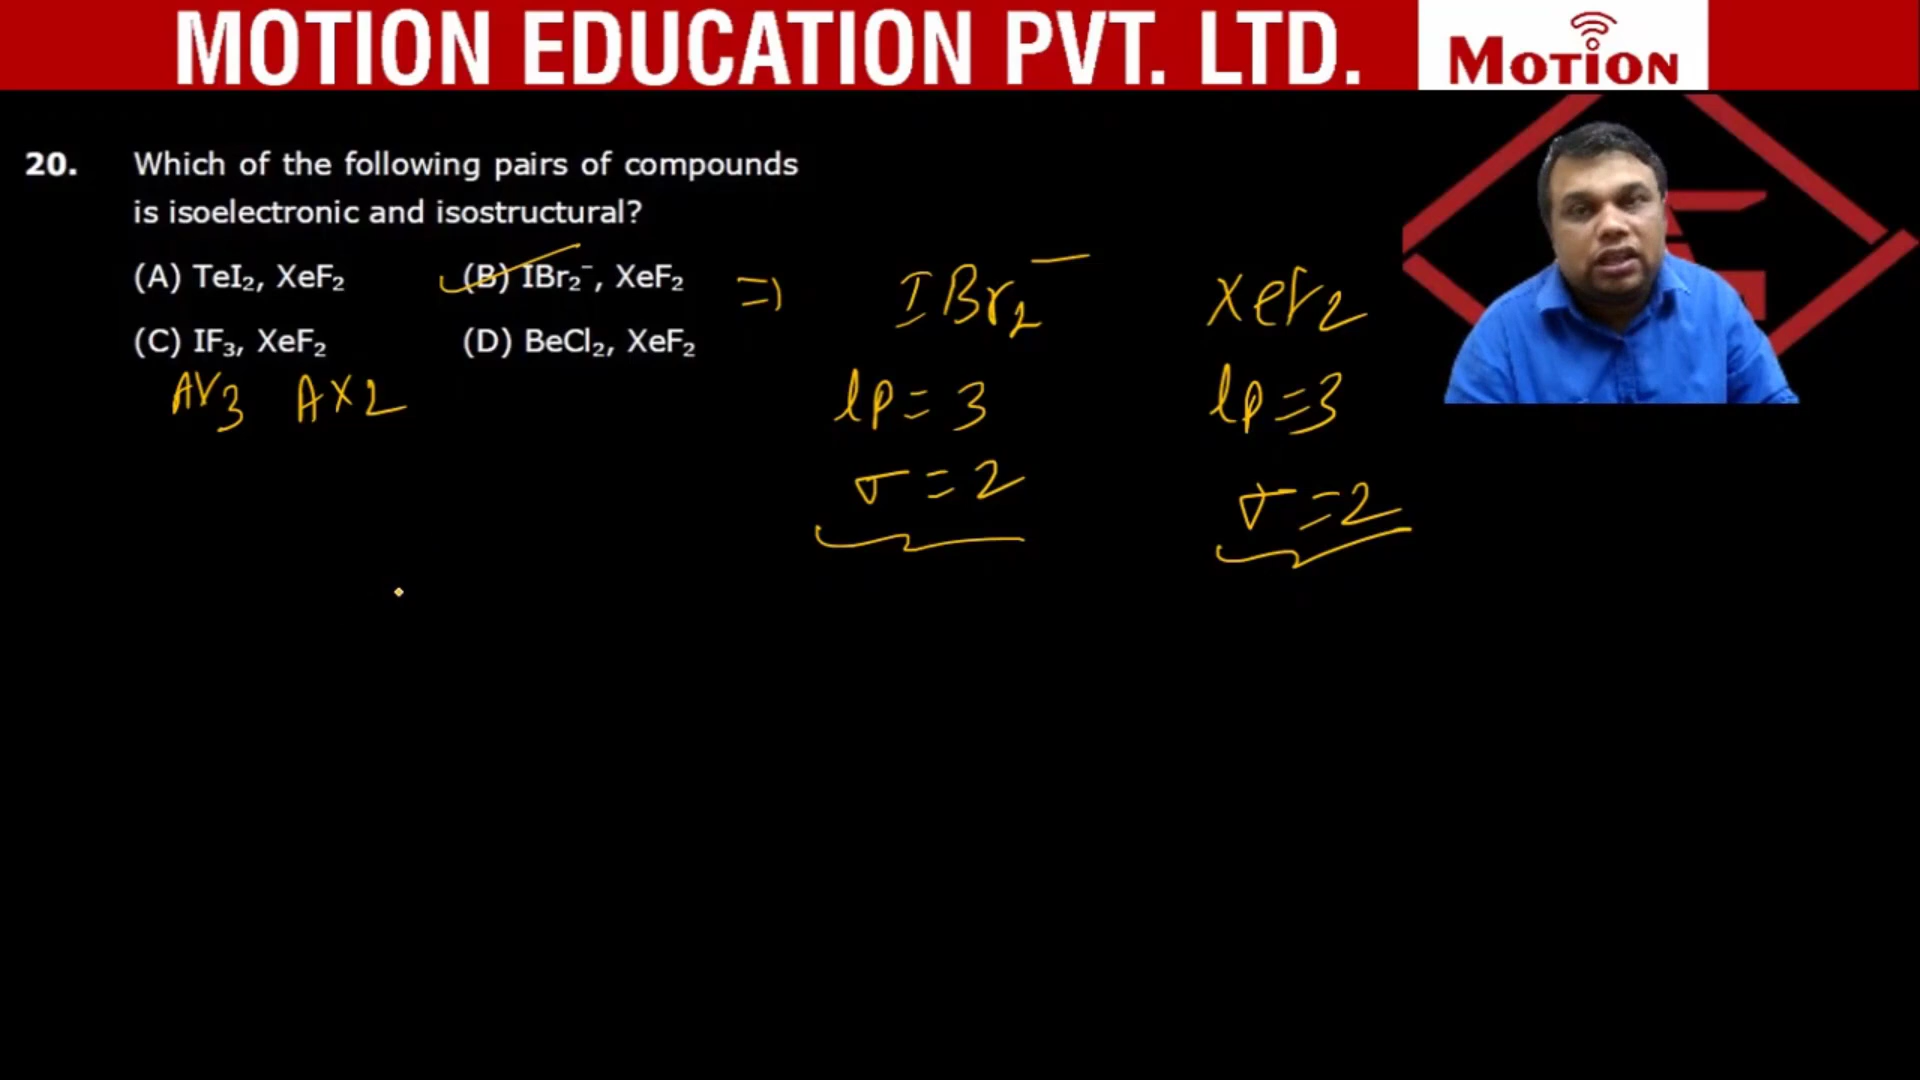 MOTION EDUCATION PVT. LTD.
MOTION
20. Which of the following pairs of compounds
is isoelectronic and isostructural?
(A) TeI₂, XeF₂ (B) IBr₂⁻, XeF₂
(C) IF₃, XeF₂ (D) BeCl₂, XeF₂
AX3 AX2
=> IBr₂⁻ XeF₂
lp = 3 lp = 3
σ = 2 σ = 2